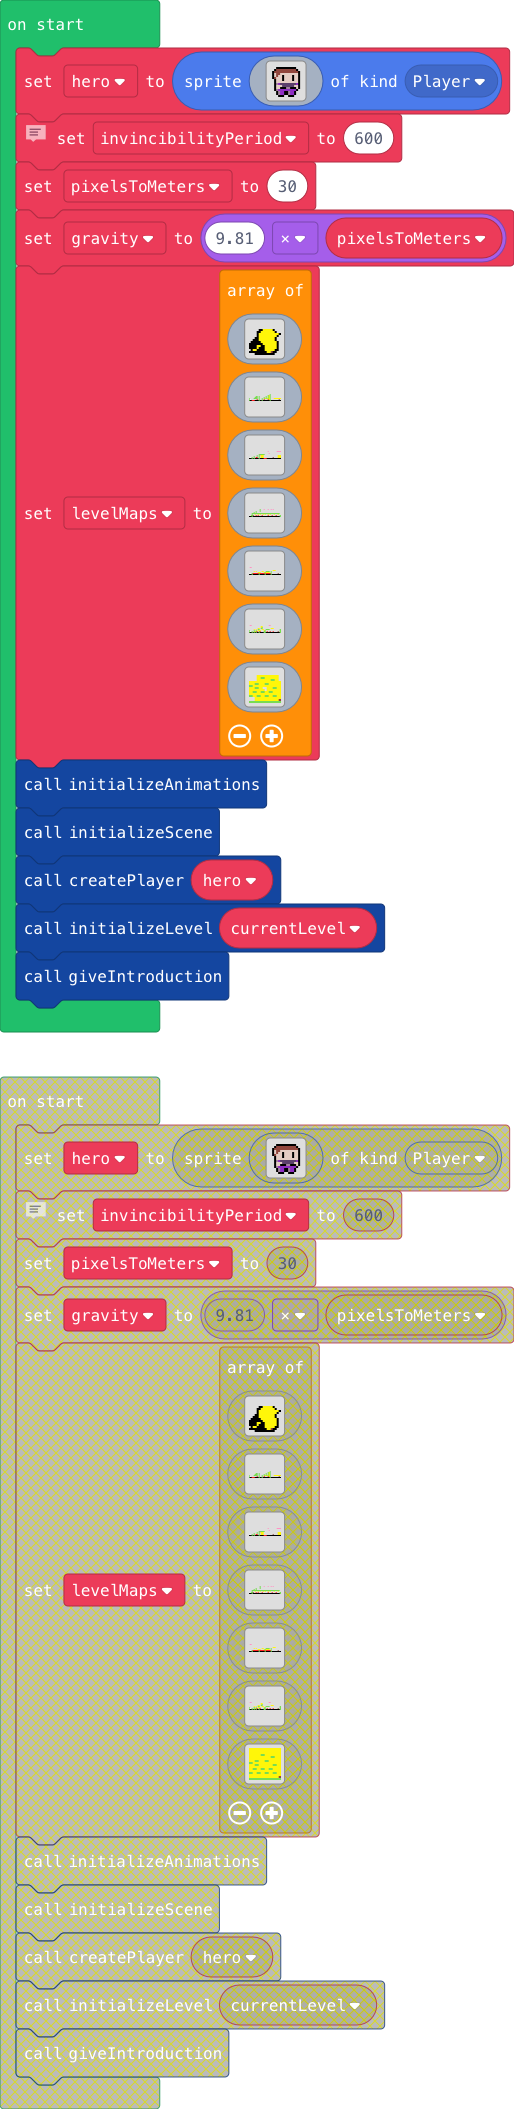 on start
set hero to sprite of kind Player
set invincibilityPeriod to 600
set pixelsToMeters to 30
set gravity to 9.81 × pixelsToMeters
array of
set levelMaps to
call initializeAnimations
call initializeScene
call createPlayer hero
call initializeLevel currentLevel
call giveIntroduction
on start
set hero to sprite of kind Player
set invincibilityPeriod to 600
set pixelsToMeters to 30
set gravity to 9.81 × pixelsToMeters
array of
set levelMaps to
call initializeAnimations
call initializeScene
call createPlayer hero
call initializeLevel currentLevel
call giveIntroduction